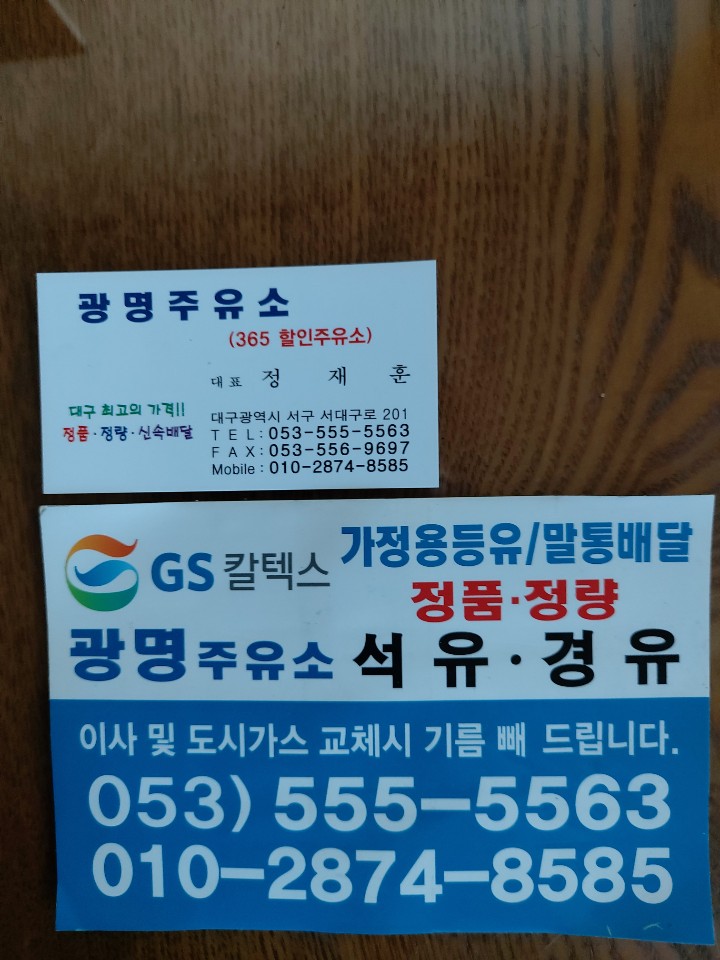 광명주유소
(365 할인주유소)
대표 정 재 훈
대구 최고의 가격!!
정품·정량·신속배달
대구광역시 서구 서대구로 201
TEL: 053-555-5563
FAX: 053-556-9697
Mobile : 010-2874-8585
GS칼텍스 가정용등유/말통배달
정품·정량
광명주유소 석유·경유
이사 및 도시가스 교체시 기름 빼 드립니다.
053) 555-5563
010-2874-8585